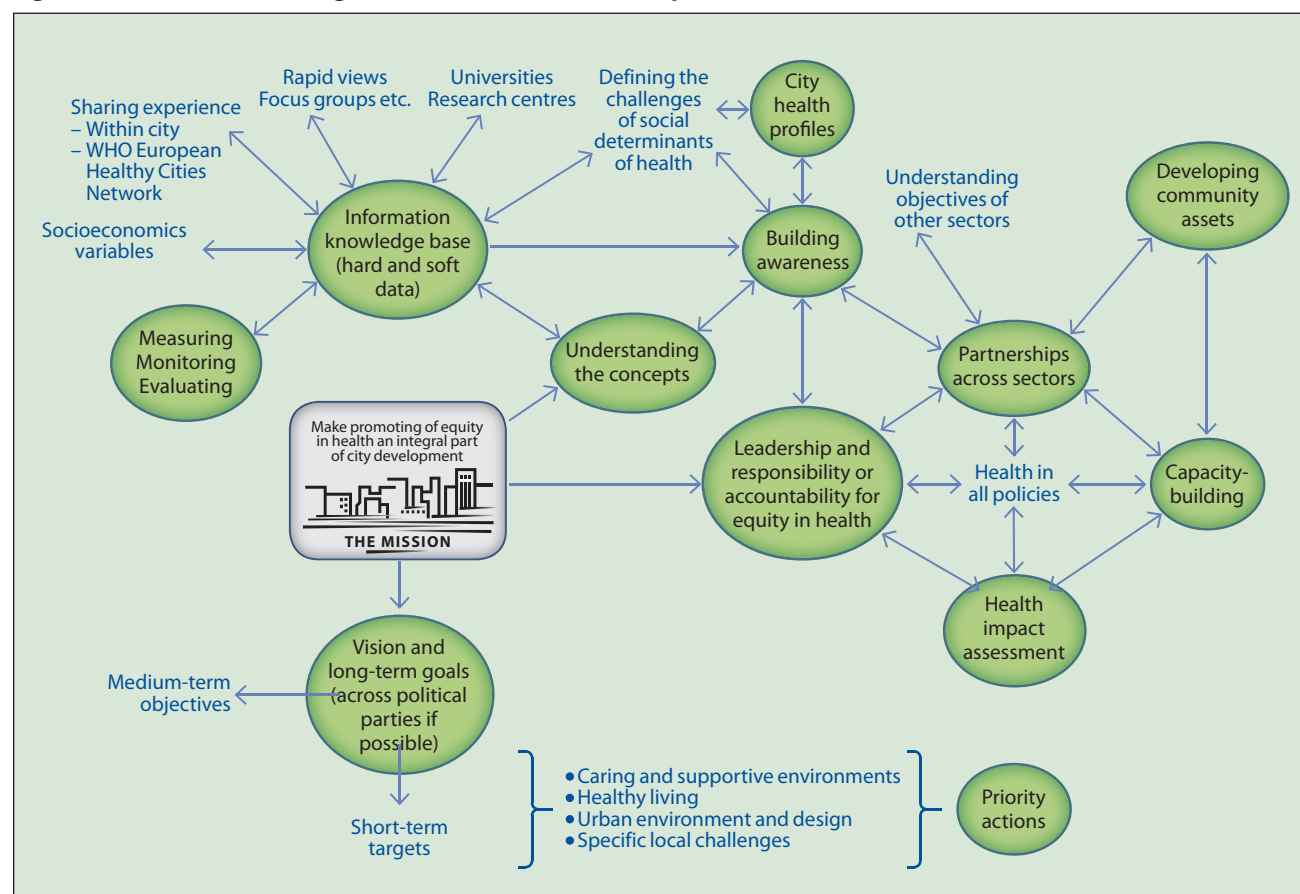 Rapid views
Focus groups etc.
Universities
Research centres
Defining the
challenges
of social
determinants
of health
City
health
profiles
Sharing experience
– Within city
– WHO European
Healthy Cities
Network
Understanding
objectives of
other sectors
Developing
community
assets
Socioeconomics
variables
Information
knowledge base
(hard and soft
data)
Building
awareness
Measuring
Monitoring
Evaluating
Understanding
the concepts
Partnerships
across sectors
Make promoting of equity
in health an integral part
of city development
THE MISSION
Leadership and
responsibility or
accountability for
equity in health
Health in
all policies
Capacity-
building
Health
impact
assessment
Vision and
long-term goals
(across political
parties if
possible)
Medium-term
objectives
Short-term
targets
• Caring and supportive environments
• Healthy living
• Urban environment and design
• Specific local challenges
Priority
actions